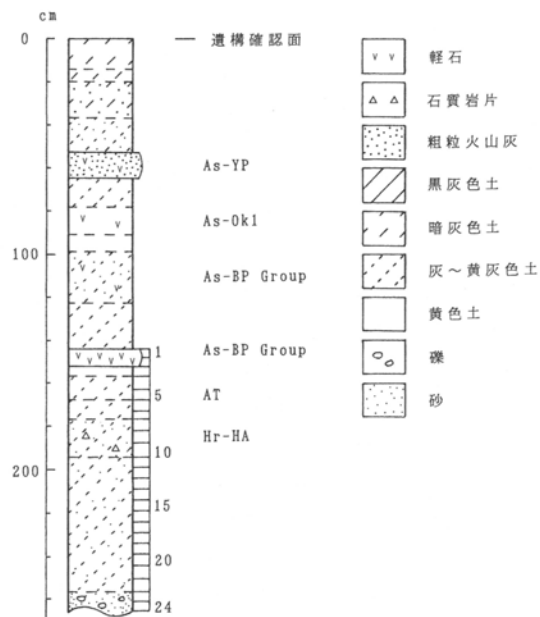 cm
0
100
200
遺構確認面
As-YP
As-Ok1
As-BP Group
As-BP Group
AT
Hr-HA
1
5
10
15
20
24
軽石
石質岩片
粗粒火山灰
黒灰色土
暗灰色土
灰～黄灰色土
黄色土
礫
砂